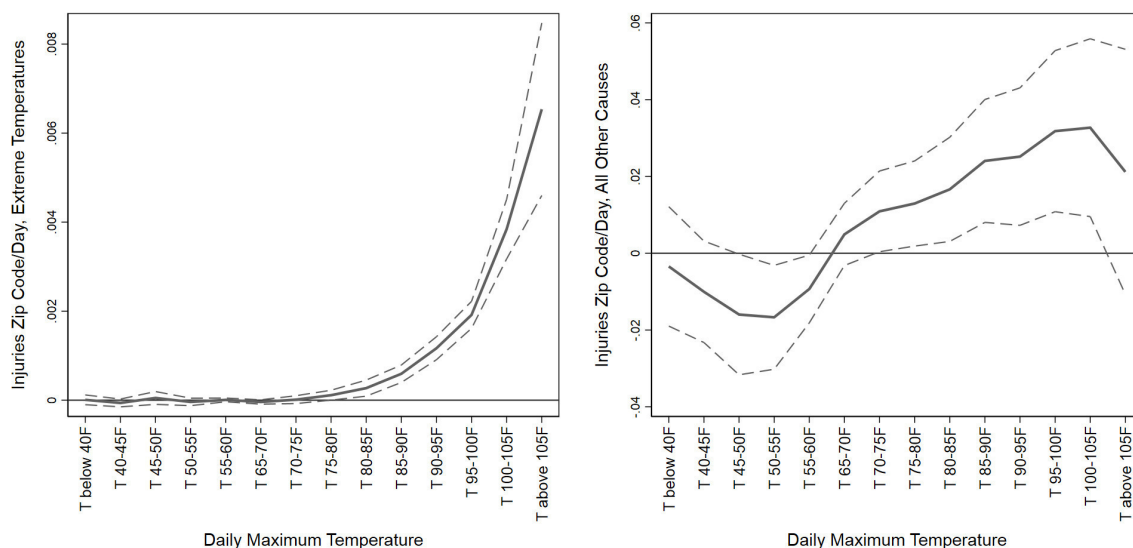 Injuries Zip Code/Day, Extreme Temperatures
.008
.006
.004
.002
0
T below 40F
T 40-45F
T 45-50F
T 50-55F
T 55-60F
T 65-70F
T 70-75F
T 75-80F
T 80-85F
T 85-90F
T 90-95F
T 95-100F
T 100-105F
T above 105F
Daily Maximum Temperature
Injuries Zip Code/Day, All Other Causes
.06
.04
.02
0
-.02
-.04
T below 40F
T 40-45F
T 45-50F
T 50-55F
T 55-60F
T 65-70F
T 70-75F
T 75-80F
T 80-85F
T 85-90F
T 90-95F
T 95-100F
T 100-105F
T above 105F
Daily Maximum Temperature